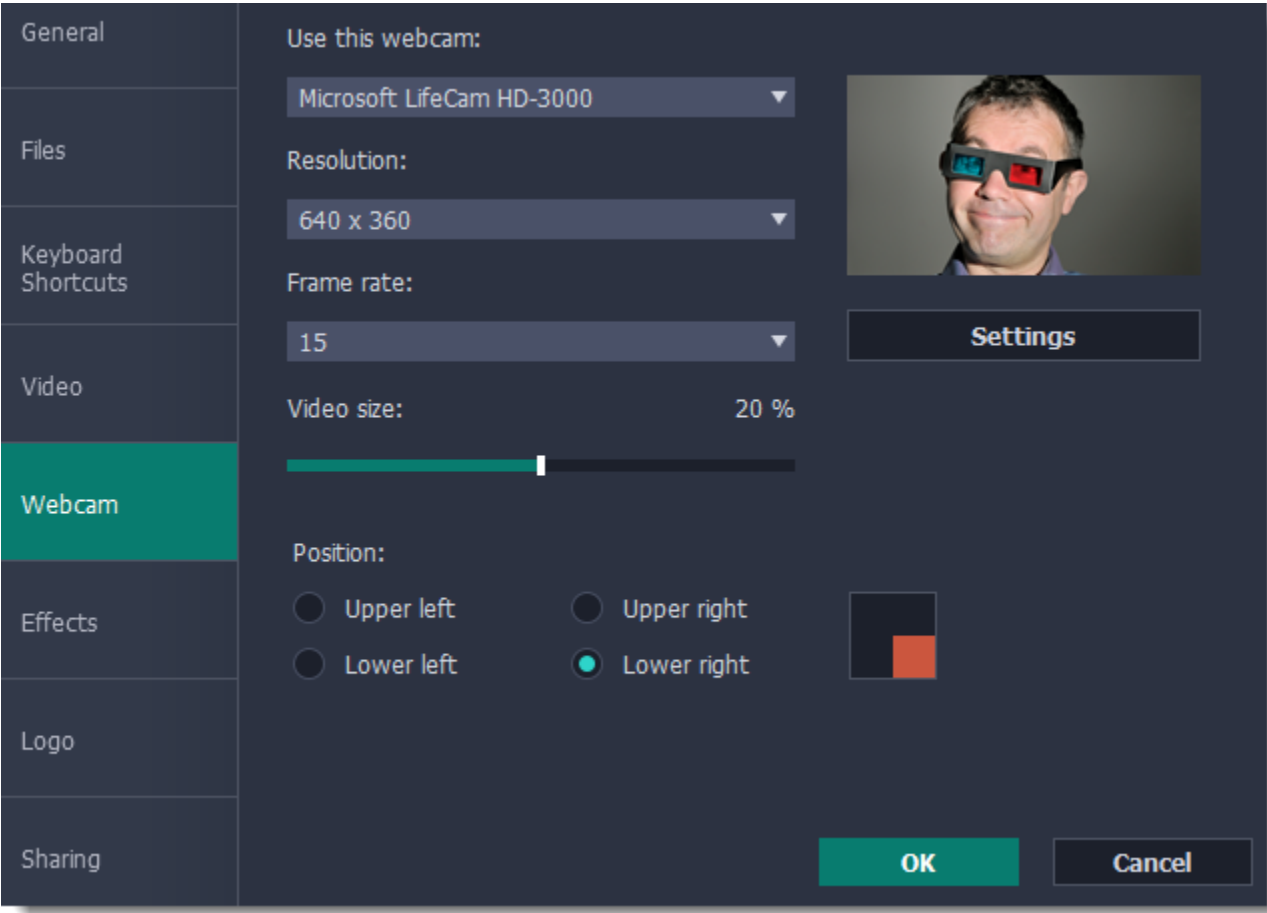 General
Files
Keyboard
Shortcuts
Video
Webcam
Effects
Logo
Sharing
Use this webcam:
Microsoft LifeCam HD-3000
Resolution:
640 x 360
Frame rate:
15
Video size: 20 %
Position:
Upper left Upper right
Lower left Lower right
Settings
OK Cancel